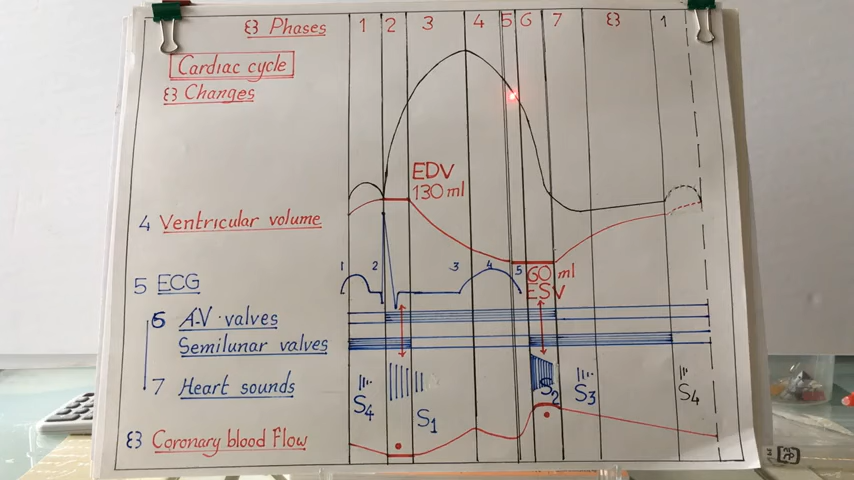 8 Phases 1 2 3 4 5 6 7 8 1
Cardiac cycle
8 Changes
EDV
130 ml
4 Ventricular volume
1 2 3 4 5
5 ECG
60 ml
ESV
6 A-V valves
Semilunar valves
7 Heart sounds
S4 S1 S2 S3 S4
8 Coronary blood Flow